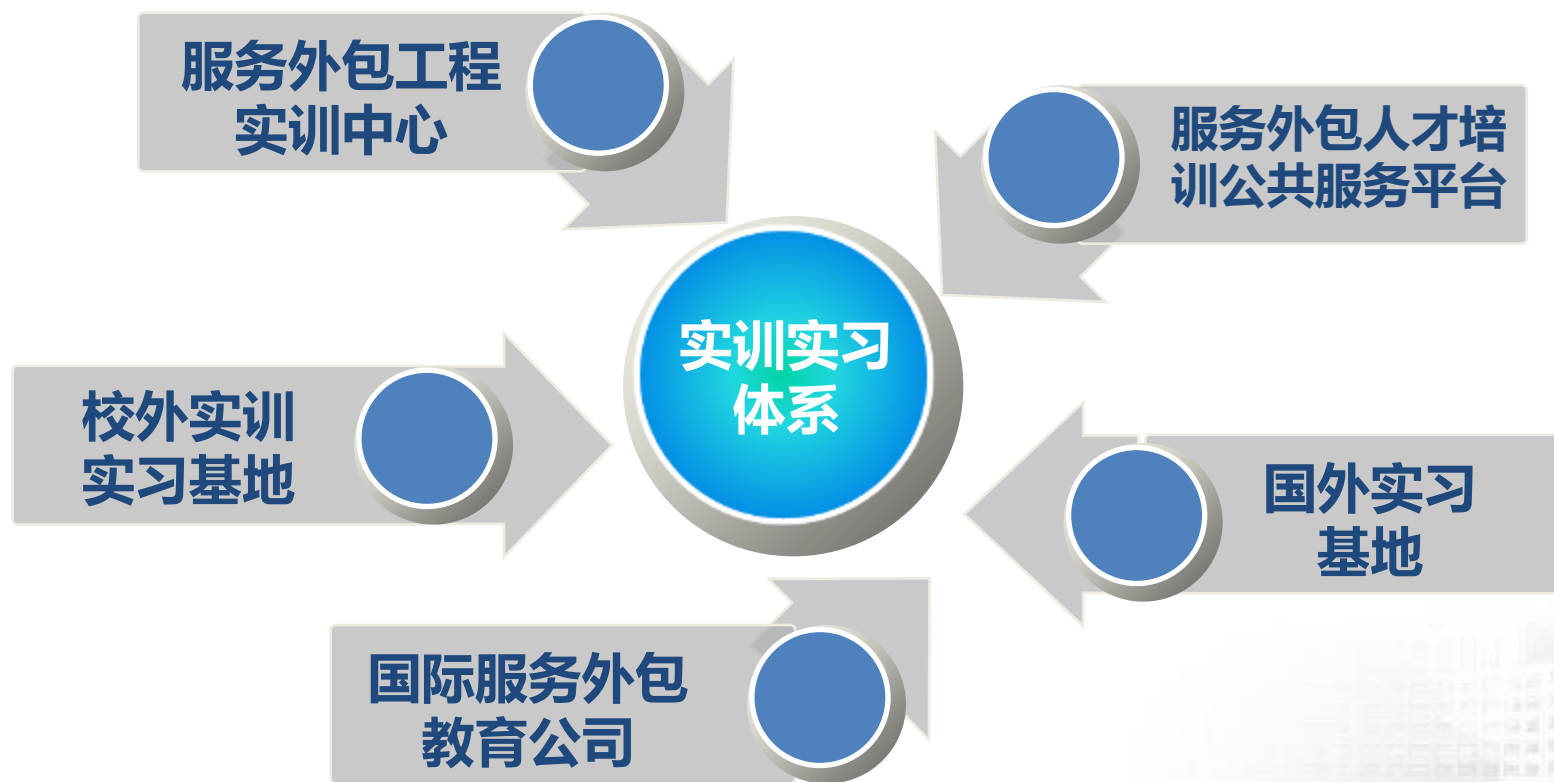 服务外包工程
实训中心
服务外包人才培
训公共服务平台
实训实习
体系
校外实训
实习基地
国外实习
基地
国际服务外包
教育公司